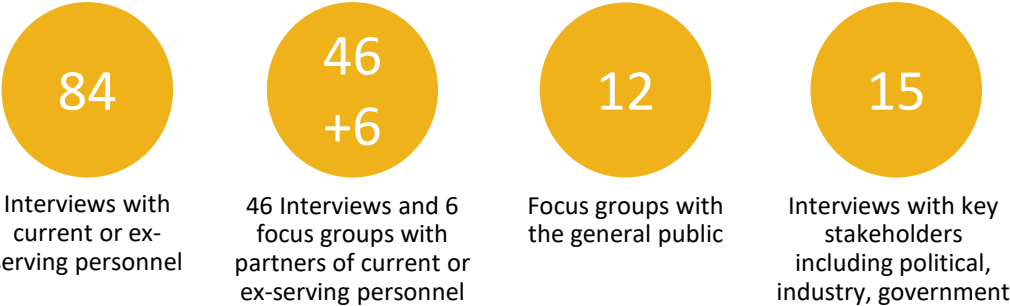 84
Interviews with
current or ex-
serving personnel
46
+6
46 Interviews and 6
focus groups with
partners of current or
ex-serving personnel
12
Focus groups with
the general public
15
Interviews with key
stakeholders
including political,
industry, government